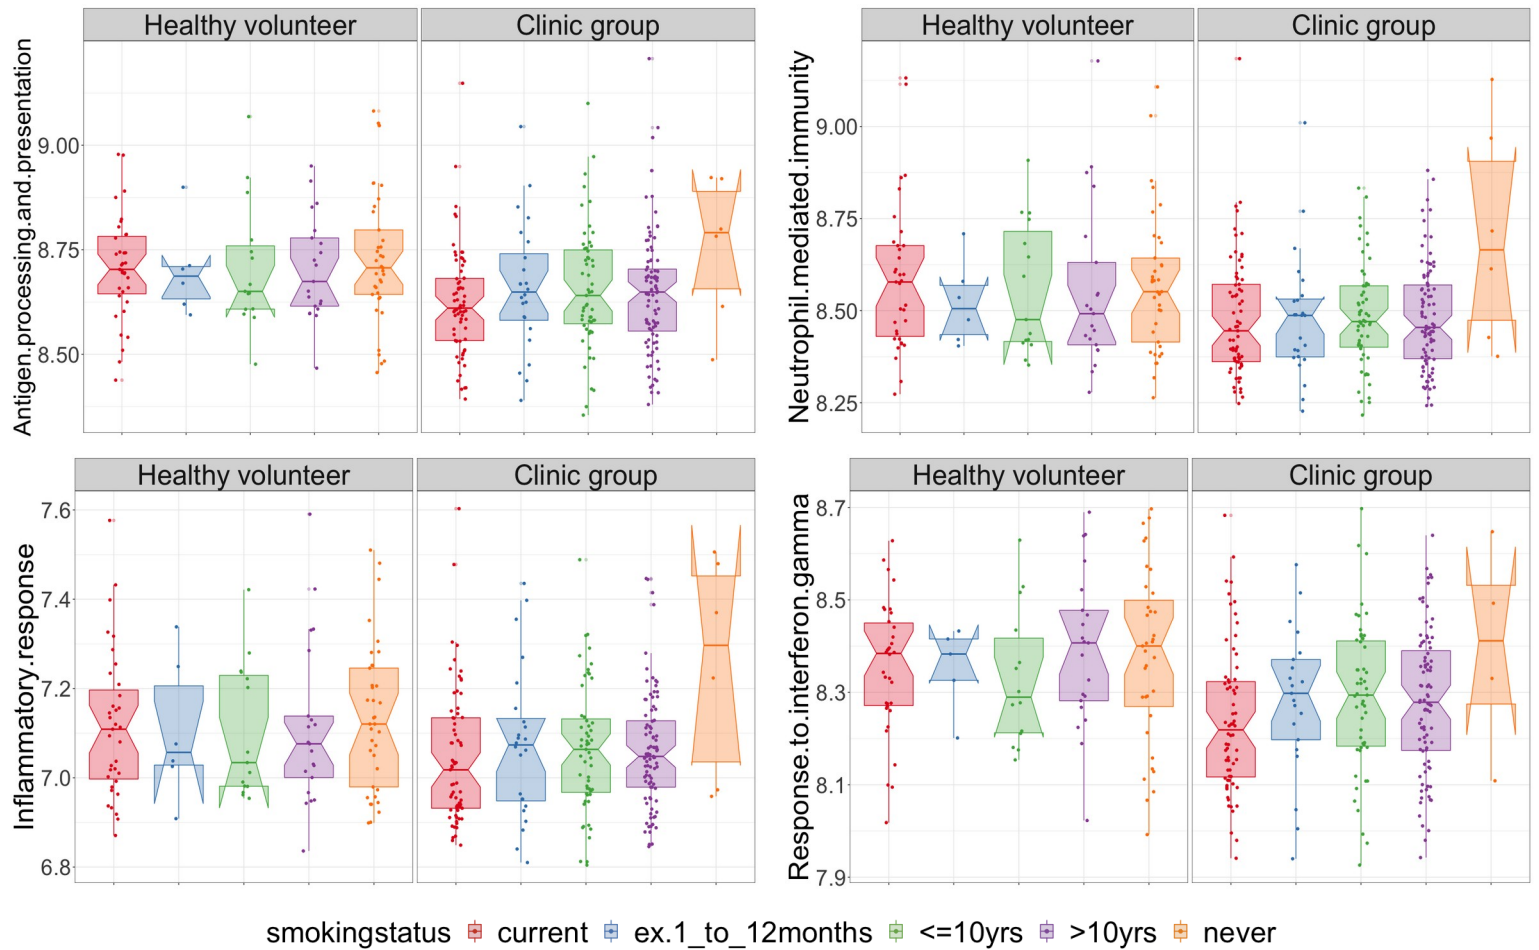 Healthy volunteer Clinic group
Antigen.processing.and.presentation
9.00
8.75
8.50
Healthy volunteer Clinic group
Neutrophil.mediated.immunity
9.00
8.75
8.50
8.25
Healthy volunteer Clinic group
Inflammatory.response
7.6
7.4
7.2
7.0
6.8
Healthy volunteer Clinic group
Response.to.interferon.gamma
8.7
8.5
8.3
8.1
7.9
smokingstatus current ex.1_to_12months <=10yrs >10yrs never